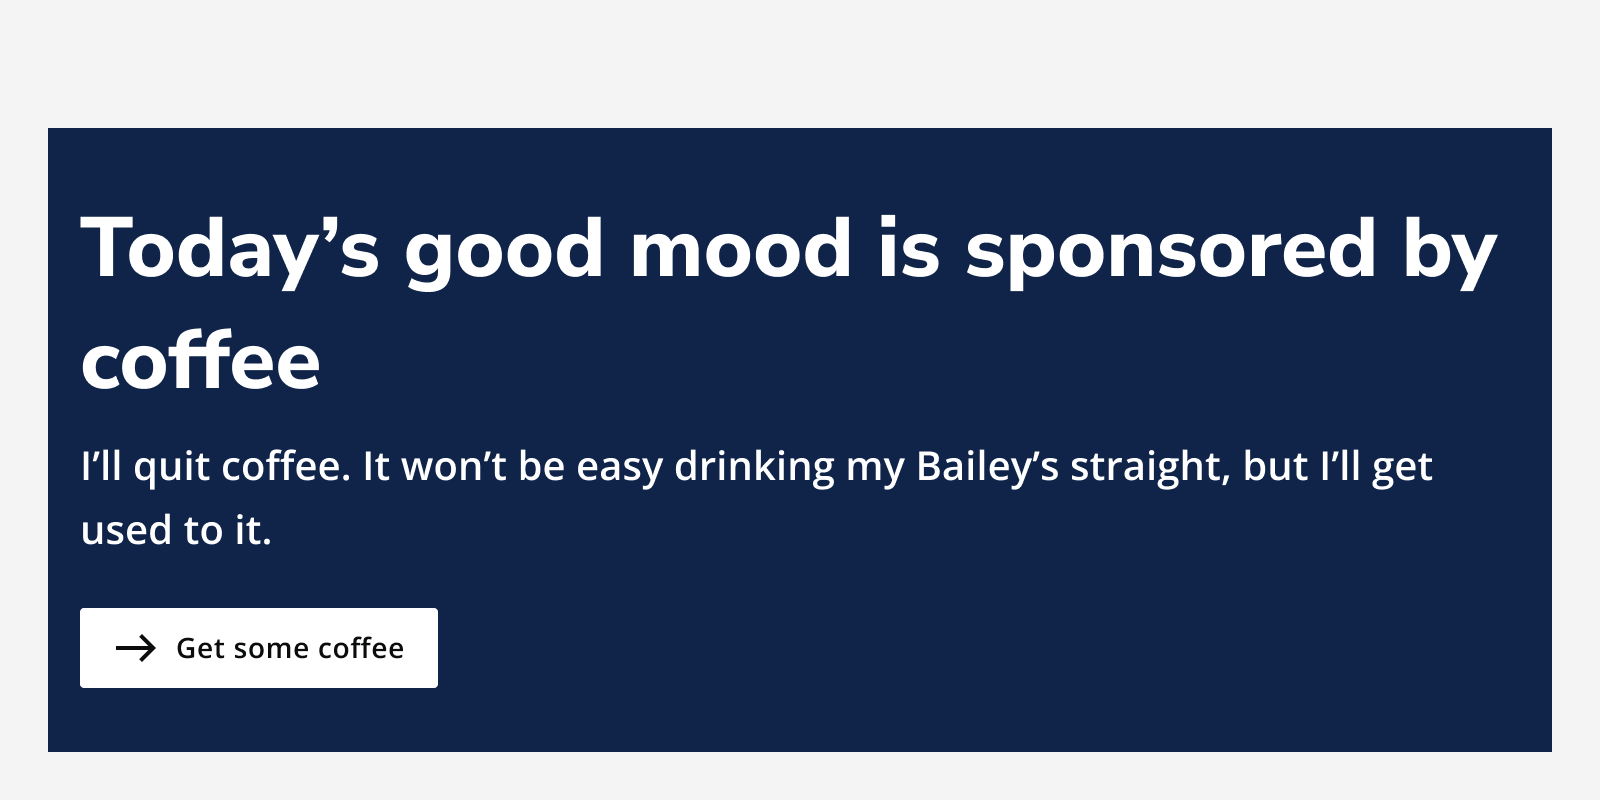 Today’s good mood is sponsored by
coffee
I’ll quit coffee. It won’t be easy drinking my Bailey’s straight, but I’ll get
used to it.
Get some coffee